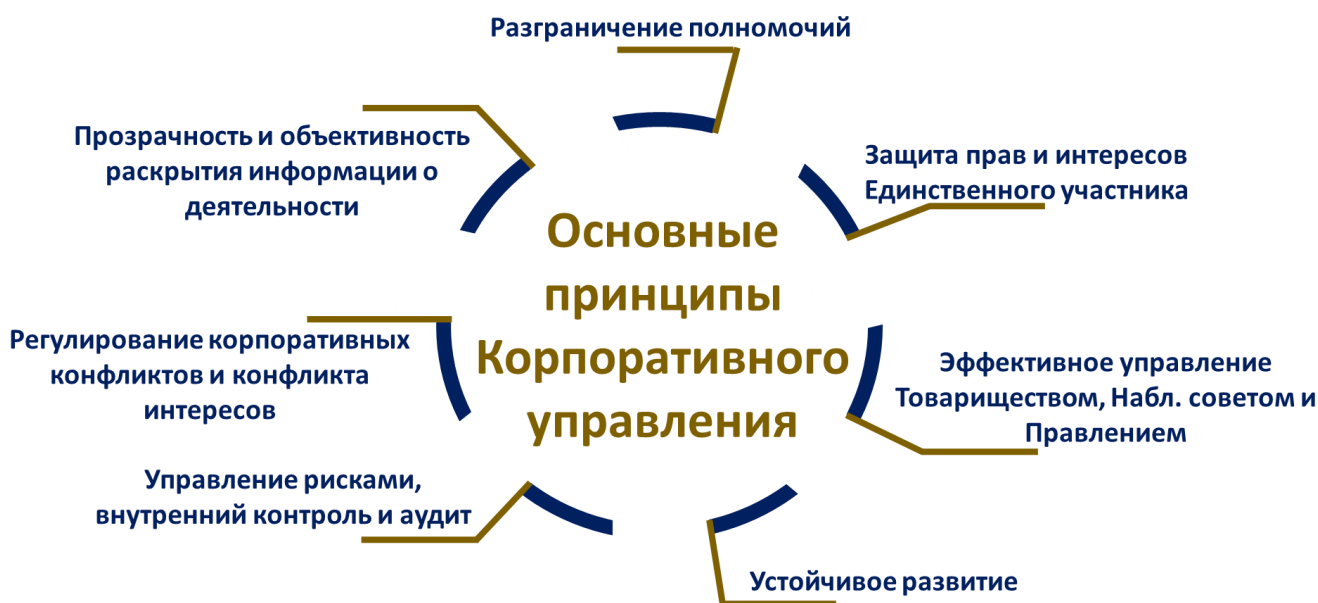 Разграничение полномочий
Прозрачность и объективность
раскрытия информации о
деятельности
Защита прав и интересов
Единственного участника
Основные
принципы
Корпоративного
управления
Регулирование корпоративных
конфликтов и конфликта
интересов
Эффективное управление
Товариществом, Набл. советом и
Правлением
Управление рисками,
внутренний контроль и аудит
Устойчивое развитие